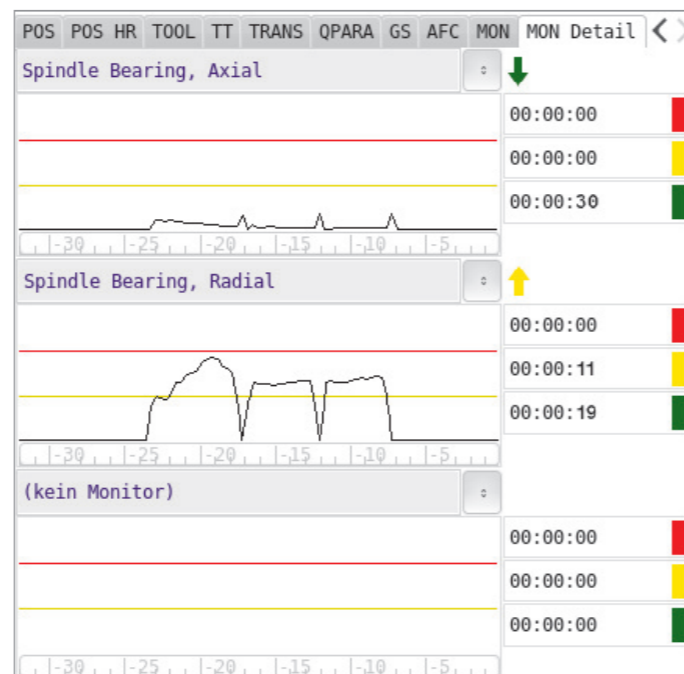 POS POS HR TOOL TT TRANS QPARA GS AFC MON MON Detail
Spindle Bearing, Axial
00:00:00
00:00:00
00:00:30
-30 -25 -20 -15 -10 -5
Spindle Bearing, Radial
00:00:00
00:00:11
00:00:19
-30 -25 -20 -15 -10 -5
(kein Monitor)
00:00:00
00:00:00
00:00:00
-30 -25 -20 -15 -10 -5